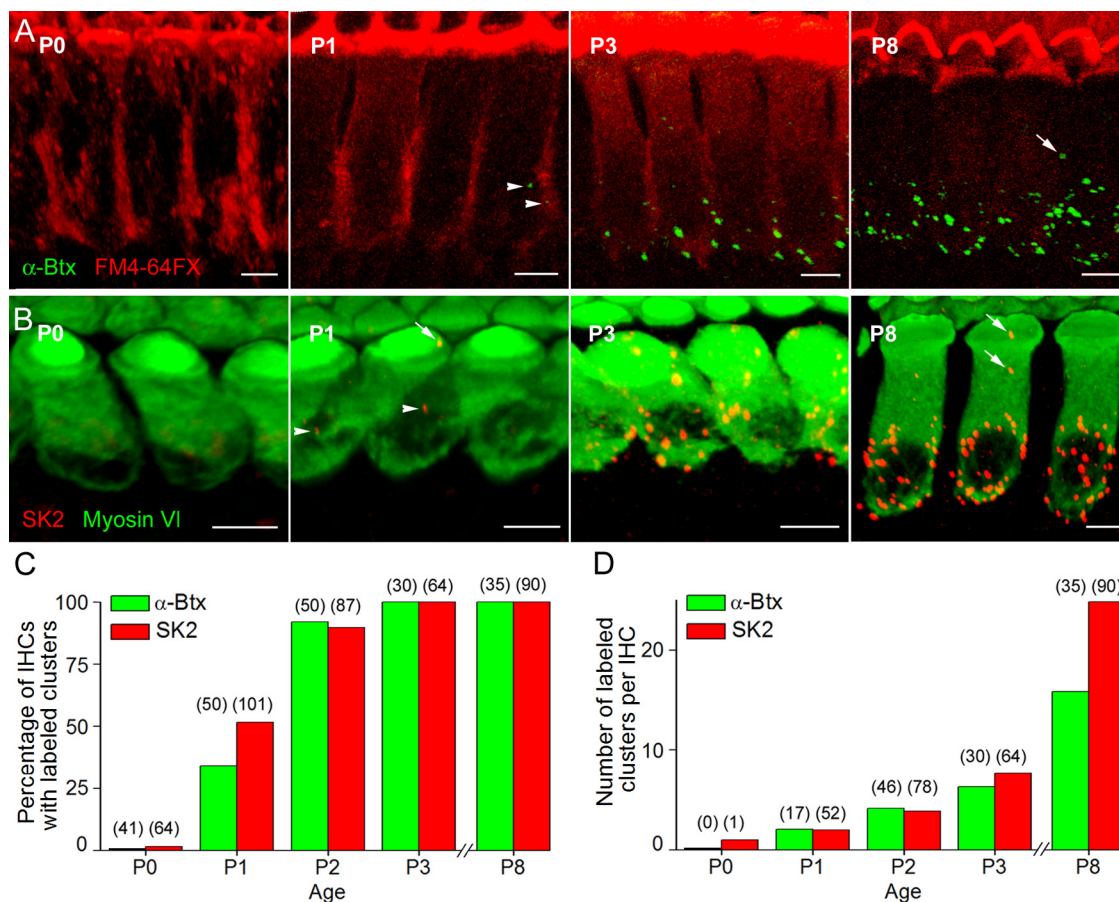 A
P0
P1
P3
P8
α-Btx FM4-64FX
B
P0
P1
P3
P8
SK2 Myosin VI
C
Percentage of IHCs
with labeled clusters
100
75
50
25
0
α-Btx
SK2
(41) (64)
(50) (101)
(50) (87)
(30) (64)
(35) (90)
P0 P1 P2 P3 // P8
Age
D
Number of labeled
clusters per IHC
20
10
0
α-Btx
SK2
(0) (1)
(17) (52)
(46) (78)
(30) (64)
(35) (90)
P0 P1 P2 P3 // P8
Age